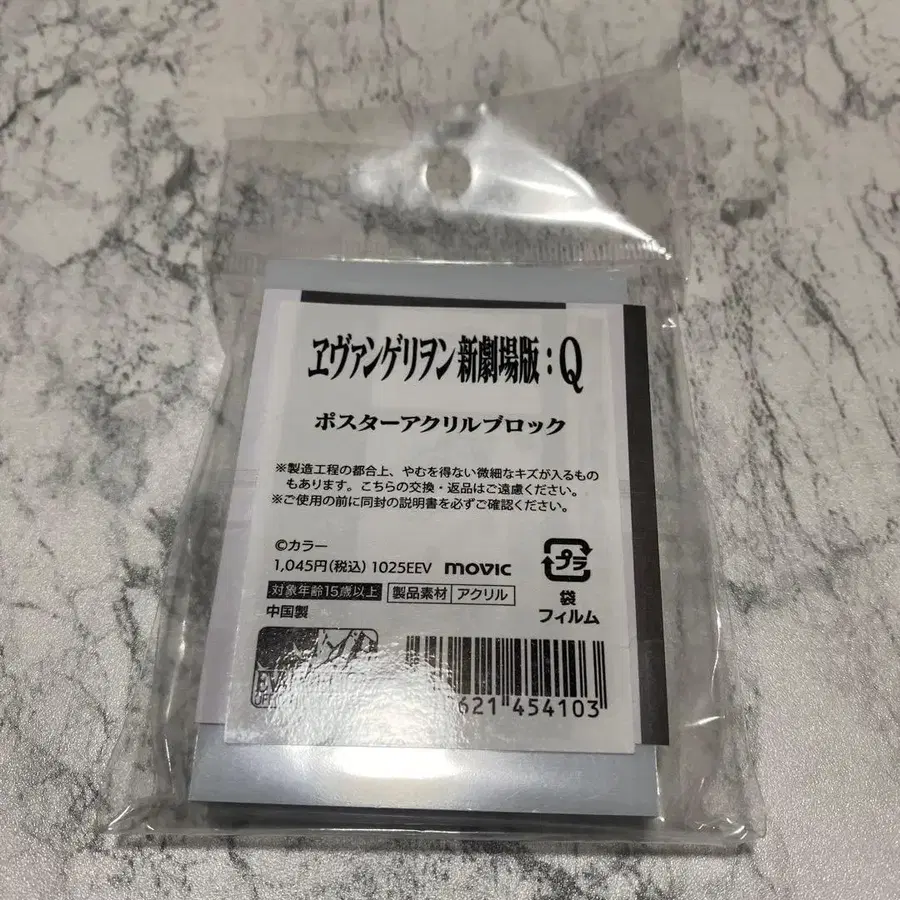 ヱヴァンゲリヲン新劇場版:Q
ポスターアクリルブロック
※製造工程の都合上、やむを得ない微細なキズが入るもの
もあります。こちらの交換・返品はご遠慮ください。
※ご使用の前に同封の説明書を必ずご確認ください。
©カラー
1,045円(税込) 1025EEV movic
対象年齢15歳以上 製品素材 アクリル
中国製
プラ
袋
フィルム
621 454103